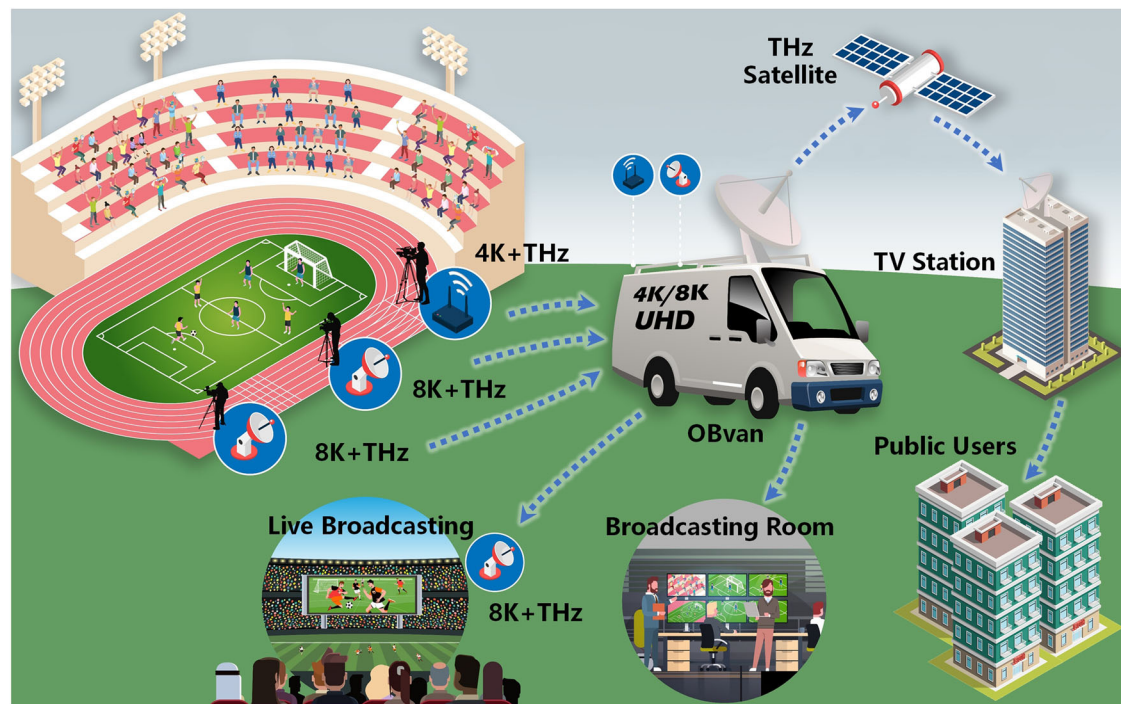 THz
Satellite
4K+THz
TV Station
4K/8K
UHD
8K+THz
8K+THz
OBvan
Public Users
Live Broadcasting
Broadcasting Room
8K+THz